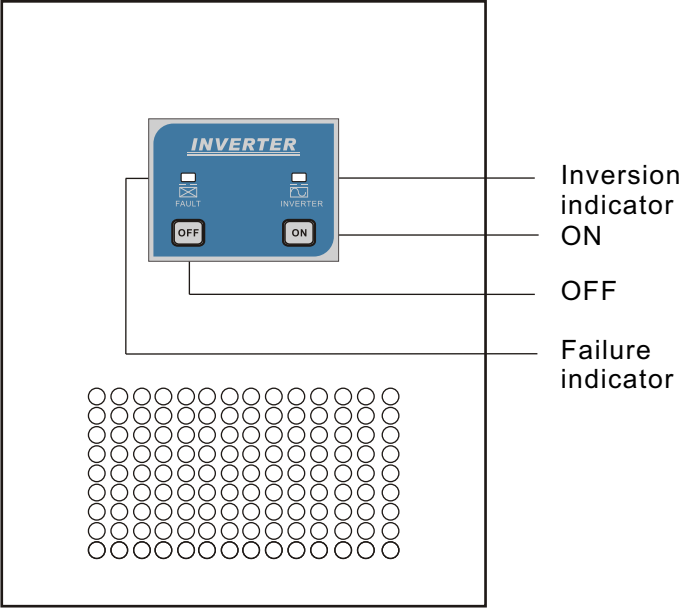 INVERTER
FAULT
INVERTER
OFF
ON
Inversion
indicator
ON
OFF
Failure
indicator